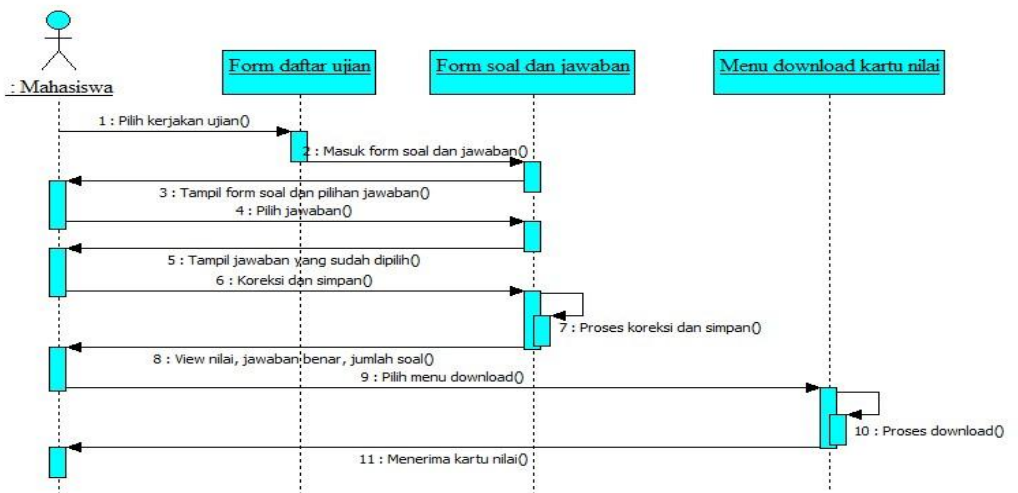 : Mahasiswa
Form daftar ujian
Form soal dan jawaban
Menu download kartu nilai
1 : Pilih kerjakan ujian()
2 : Masuk form soal dan jawaban()
3 : Tampil form soal dan pilihan jawaban()
4 : Pilih jawaban()
5 : Tampil jawaban yang sudah dipilih()
6 : Koreksi dan simpan()
7 : Proses koreksi dan simpan()
8 : View nilai, jawaban benar, jumlah soal()
9 : Pilih menu download()
10 : Proses download()
11 : Menerima kartu nilai()